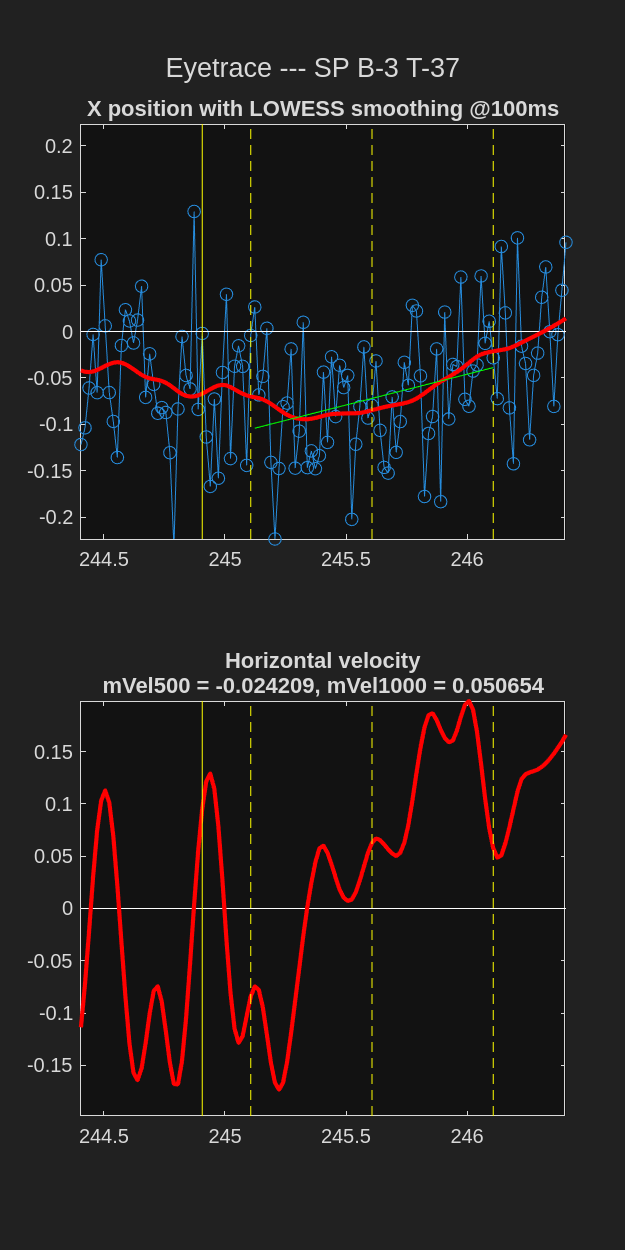 Eyetrace --- SP B-3 T-37
X position with LOWESS smoothing @100ms
0.2
0.15
0.1
0.05
0
-0.05
-0.1
-0.15
-0.2
244.5 245 245.5 246
Horizontal velocity
mVel500 = -0.024209, mVel1000 = 0.050654
0.15
0.1
0.05
0
-0.05
-0.1
-0.15
244.5 245 245.5 246